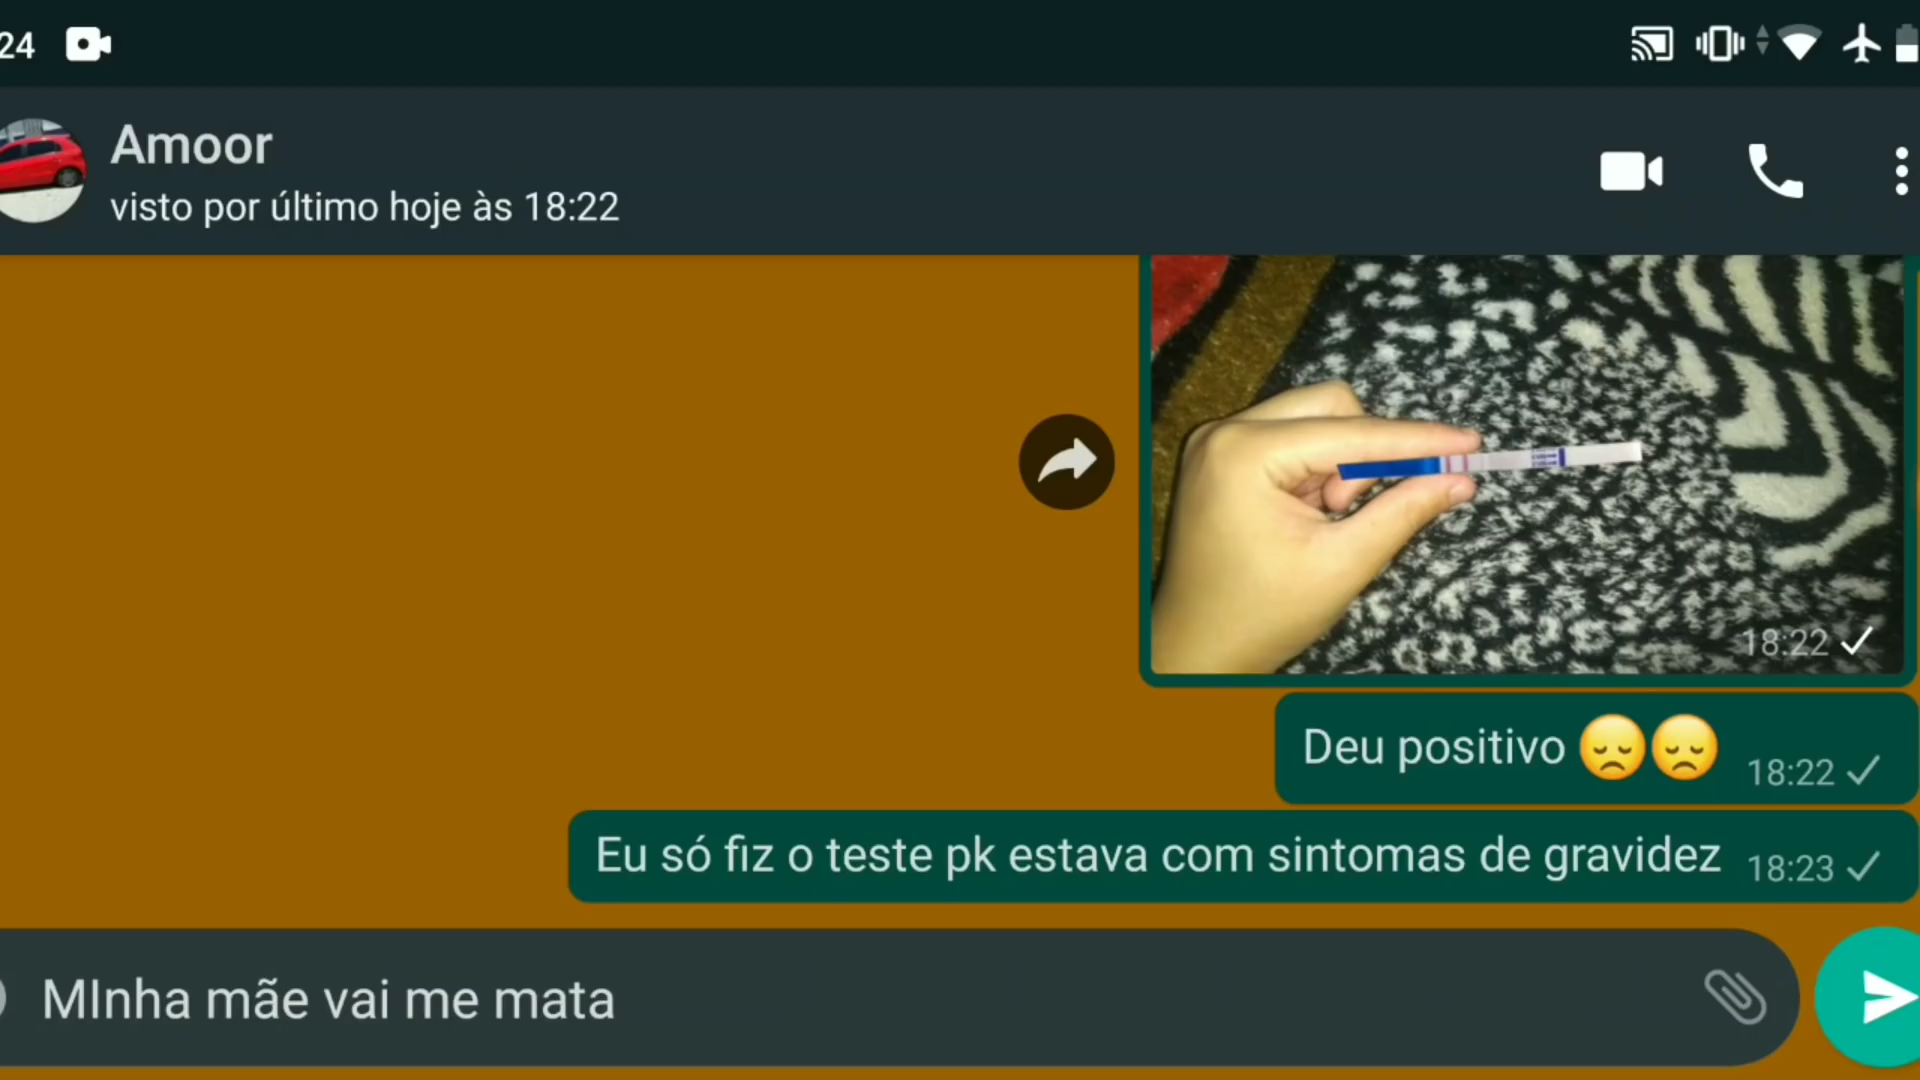 24
Amoor
visto por último hoje às 18:22
18:22
Deu positivo 😞😞 18:22
Eu só fiz o teste pk estava com sintomas de gravidez 18:23
MInha mãe vai me mata